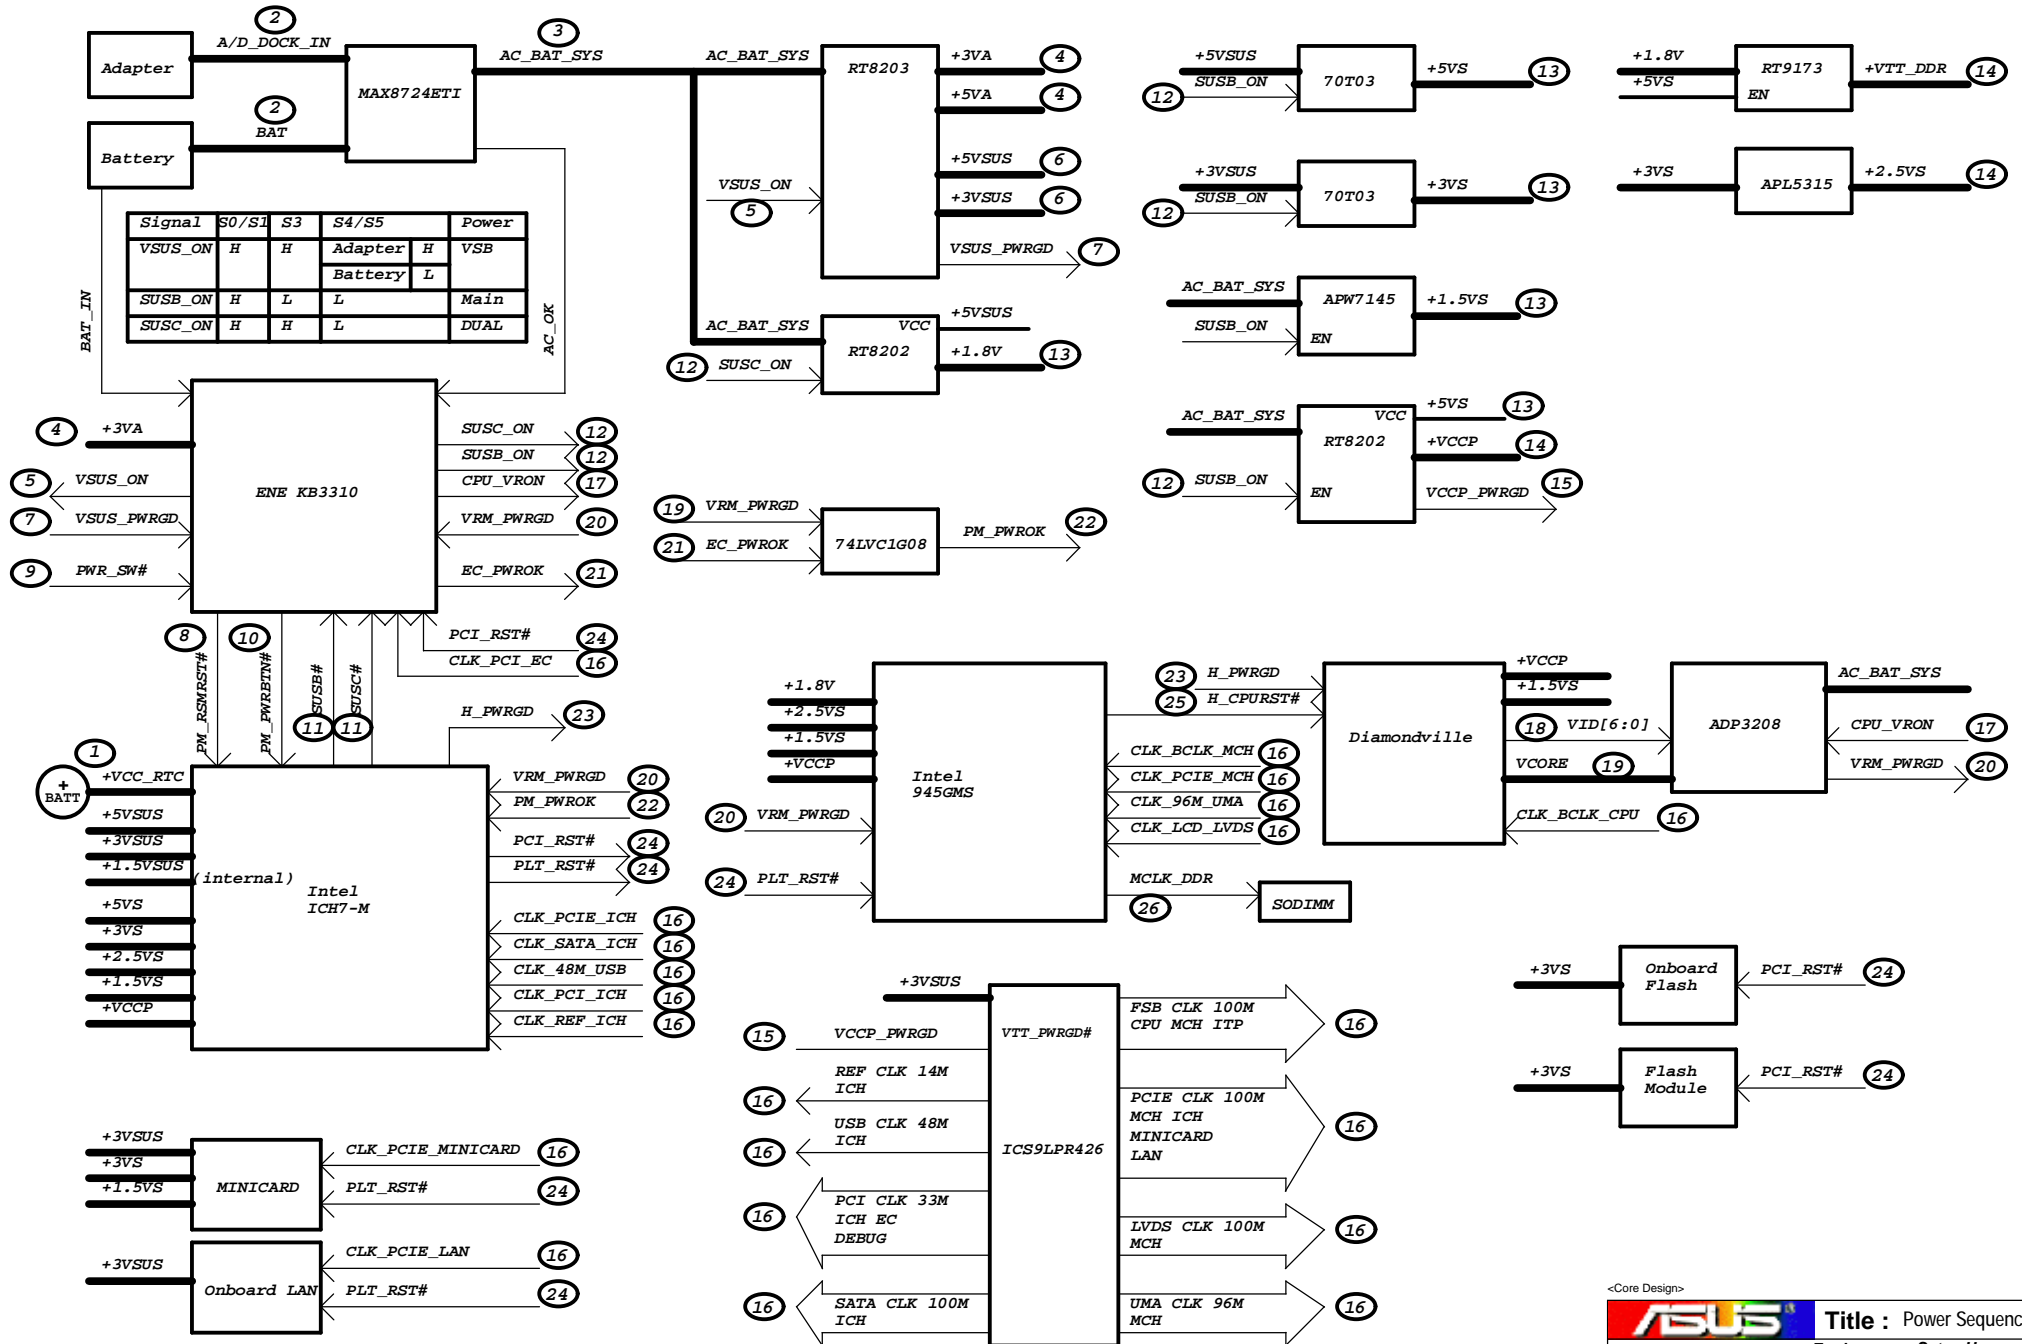 2
A/D_DOCK_IN
Adapter
2
BAT
Battery
MAX8724ETI
3
AC_BAT_SYS
AC_BAT_SYS
RT8203
+3VA
4
+5VA
4
+5VSUS
6
+3VSUS
6
VSUS_ON
5
VSUS_PWRGD
7
AC_BAT_SYS
VCC
RT8202
+5VSUS
+1.8V
13
12
SUSC_ON
+5VSUS
12
SUSB_ON
70T03
+5VS
13
+3VSUS
12
SUSB_ON
70T03
+3VS
13
AC_BAT_SYS
SUSB_ON
APW7145
EN
+1.5VS
13
AC_BAT_SYS
12
SUSB_ON
VCC
RT8202
EN
+5VS
13
+VCCP
14
VCCP_PWRGD
15
+1.8V
+5VS
RT9173
EN
+VTT_DDR
14
+3VS
APL5315
+2.5VS
14
Signal S0/S1 S3 S4/S5 Power
VSUS_ON H H Adapter H VSB
Battery L
SUSB_ON H L L Main
SUSC_ON H H L DUAL
BAT_IN
AC_OK
4
+3VA
5
VSUS_ON
7
VSUS_PWRGD
9
PWR_SW#
ENE KB3310
SUSC_ON
12
SUSB_ON
12
CPU_VRON
17
VRM_PWRGD
20
EC_PWROK
21
PCI_RST#
24
CLK_PCI_EC
16
8
PM_RSMRST#
10
PM_PWRBTN#
SUSB#
11
SUSC#
11
H_PWRGD
23
19
VRM_PWRGD
21
EC_PWROK
74LVC1G08
PM_PWROK
22
1
+
BATT
+VCC_RTC
+5VSUS
+3VSUS
+1.5VSUS
(internal)
+5VS
+3VS
+2.5VS
+1.5VS
+VCCP
Intel
ICH7-M
VRM_PWRGD
20
PM_PWROK
22
PCI_RST#
24
PLT_RST#
24
CLK_PCIE_ICH
16
CLK_SATA_ICH
16
CLK_48M_USB
16
CLK_PCI_ICH
16
CLK_REF_ICH
16
+1.8V
+2.5VS
+1.5VS
+VCCP
20
VRM_PWRGD
24
PLT_RST#
Intel
945GMS
23
H_PWRGD
25
H_CPURST#
CLK_BCLK_MCH
16
CLK_PCIE_MCH
16
CLK_96M_UMA
16
CLK_LCD_LVDS
16
MCLK_DDR
26
SODIMM
Diamondville
+VCCP
+1.5VS
18
VID[6:0]
VCORE
19
CLK_BCLK_CPU
16
ADP3208
AC_BAT_SYS
CPU_VRON
17
VRM_PWRGD
20
+3VS
Onboard
Flash
PCI_RST#
24
+3VS
Flash
Module
PCI_RST#
24
+3VSUS
15
VCCP_PWRGD
VTT_PWRGD#
16
REF CLK 14M
ICH
16
USB CLK 48M
ICH
16
PCI CLK 33M
ICH EC
DEBUG
16
SATA CLK 100M
ICH
ICS9LPR426
FSB CLK 100M
CPU MCH ITP
16
PCIE CLK 100M
MCH ICH
MINICARD
LAN
16
LVDS CLK 100M
MCH
16
UMA CLK 96M
MCH
16
+3VSUS
+3VS
+1.5VS
MINICARD
CLK_PCIE_MINICARD
16
PLT_RST#
24
+3VSUS
Onboard LAN
CLK_PCIE_LAN
16
PLT_RST#
24
<Core Design>
ASUS
Title : Power Sequenc